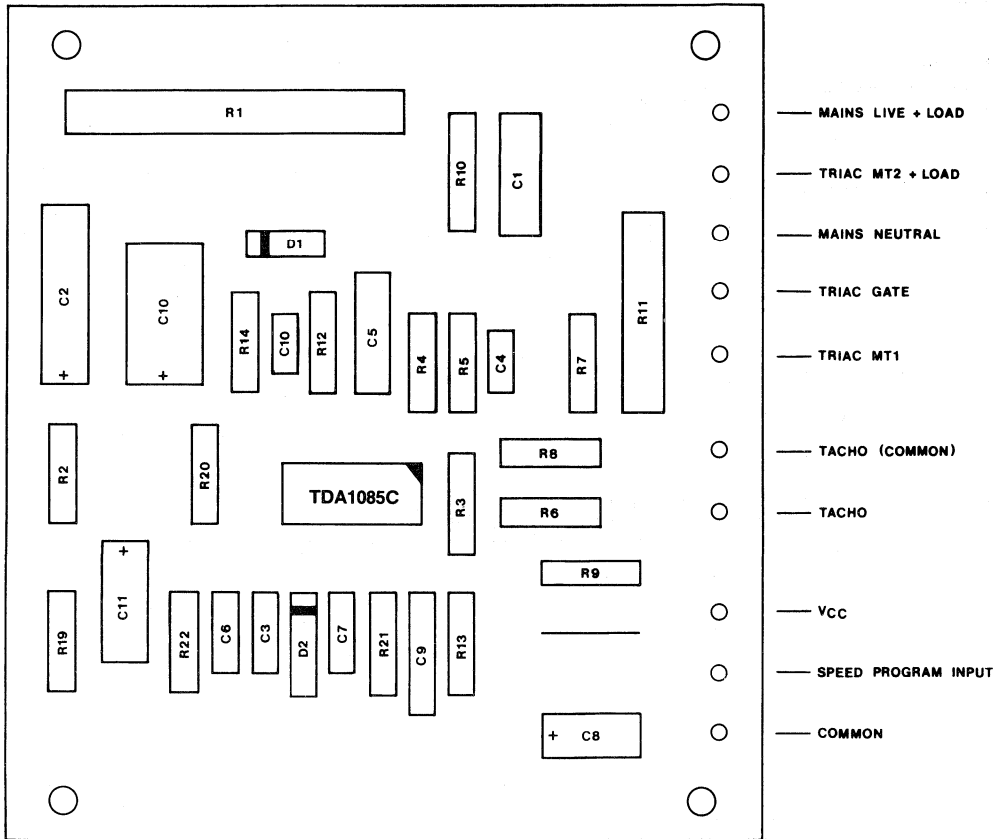 R1
R10
C1
MAINS LIVE + LOAD
TRIAC MT2 + LOAD
MAINS NEUTRAL
TRIAC GATE
TRIAC MT1
D1
C2
+
C10
+
R14
C10
R12
C5
R4
R5
C4
R7
R11
R2
R20
TDA1085C
R3
R8
R6
TACHO (COMMON)
TACHO
R9
+
C11
R19
R22
C6
C3
D2
C7
R21
C9
R13
VCC
SPEED PROGRAM INPUT
+ C8
COMMON